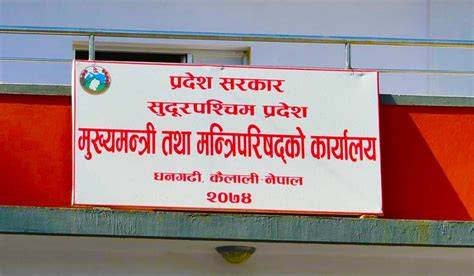 प्रदेश सरकार
सुदूरपश्चिम प्रदेश
मुख्यमन्त्री तथा मन्त्रिपरिषद्को कार्यालय
धनगढी, कैलाली-नेपाल
२०७४